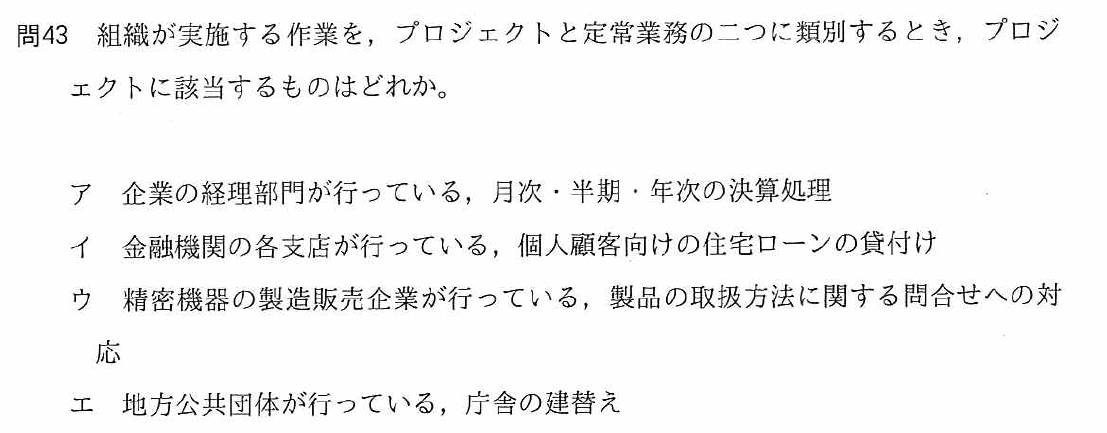 問43 組織が実施する作業を，プロジェクトと定常業務の二つに類別するとき，プロジ
ェクトに該当するものはどれか。
ア 企業の経理部門が行っている，月次・半期・年次の決算処理
イ 金融機関の各支店が行っている，個人顧客向けの住宅ローンの貸付け
ウ 精密機器の製造販売企業が行っている，製品の取扱方法に関する問合せへの対
応
エ 地方公共団体が行っている，庁舎の建替え